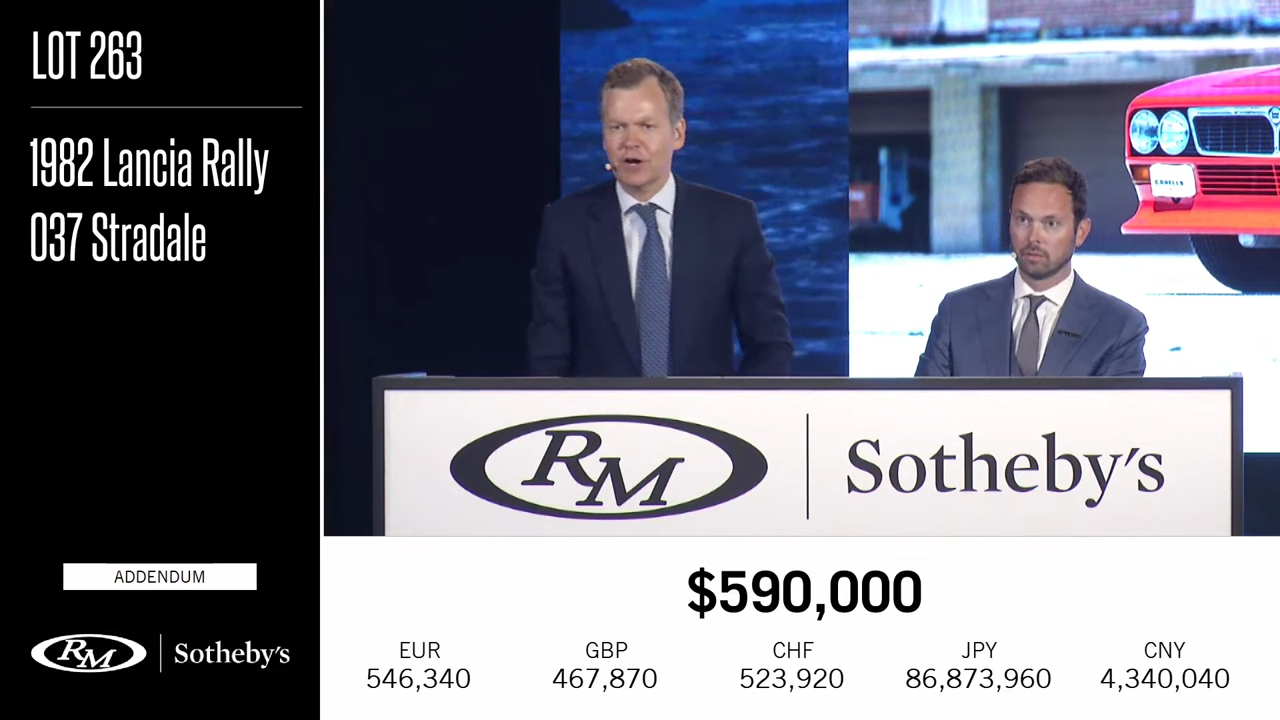 LOT 263
1982 Lancia Rally
037 Stradale
ADDENDUM
RM Sotheby's
RM Sotheby's
$590,000
EUR GBP CHF JPY CNY
546,340 467,870 523,920 86,873,960 4,340,040